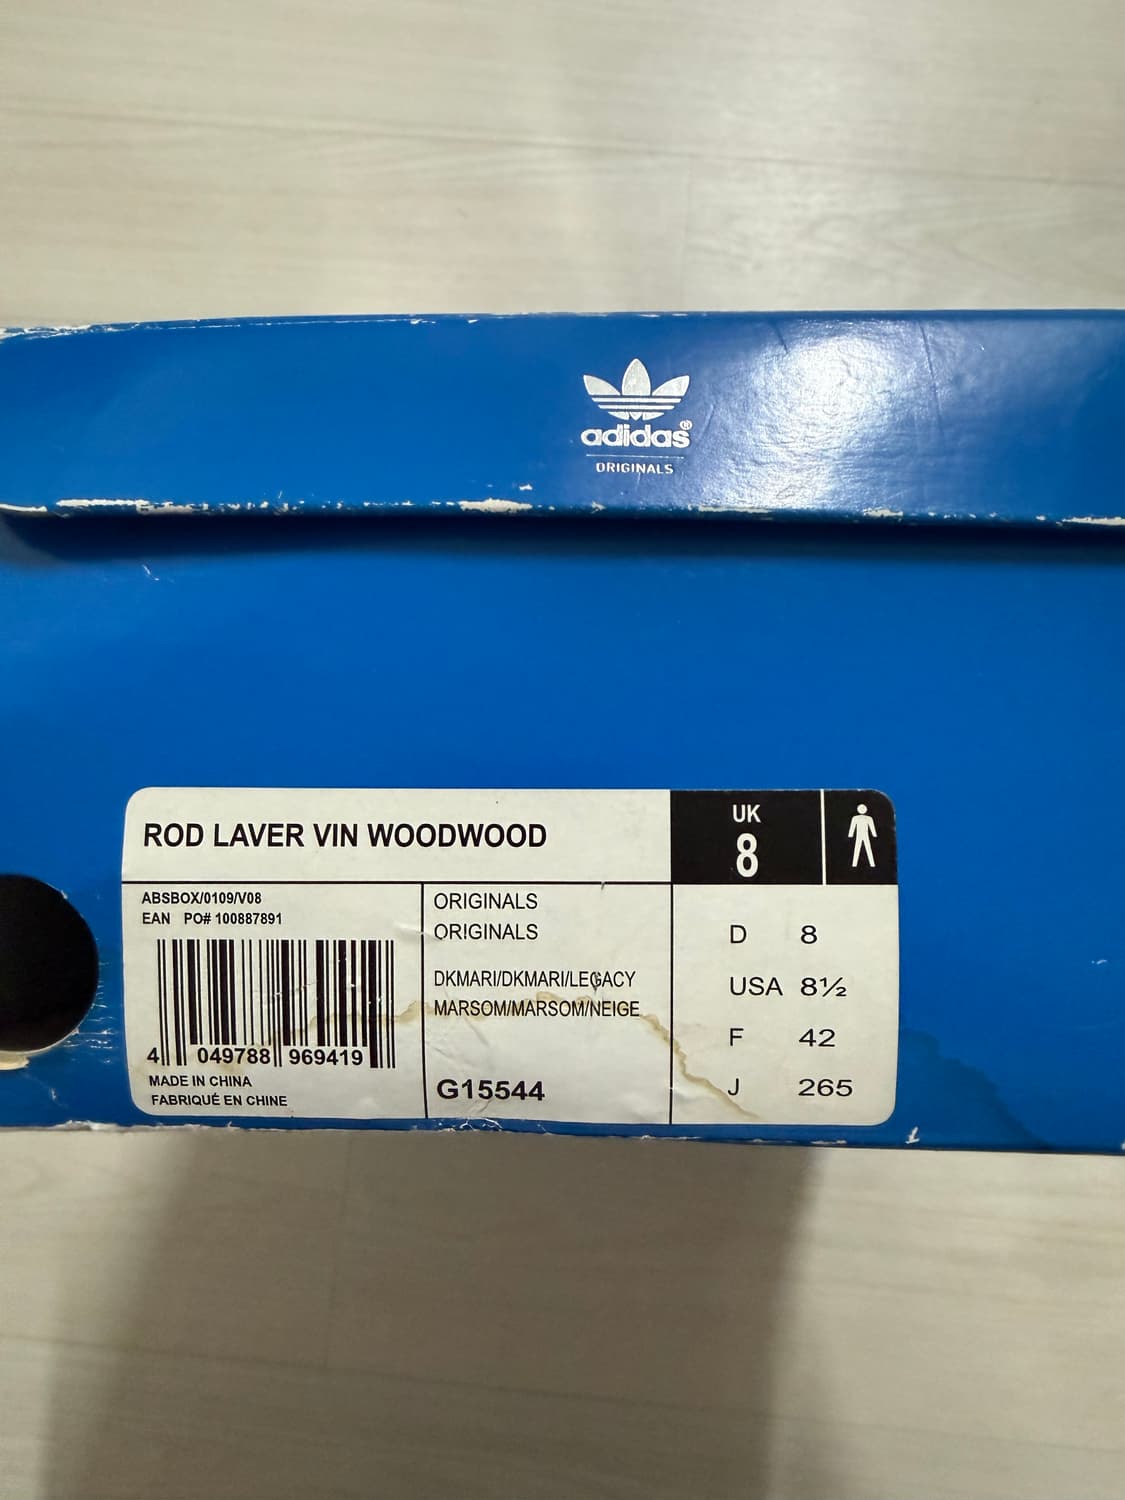 adidas®
ORIGINALS
ROD LAVER VIN WOODWOOD
UK
8
ABSBOX/0109/V08
EAN PO# 100887891
4 049788 969419
MADE IN CHINA
FABRIQUÉ EN CHINE
ORIGINALS
ORIGINALS
DKMARI/DKMARI/LEGACY
MARSOM/MARSOM/NEIGE
G15544
D 8
USA 8½
F 42
J 265